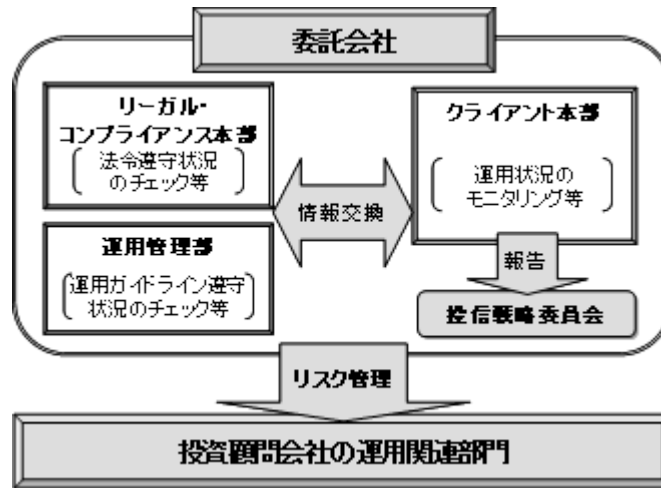 委託会社
リーガル・
コンプライアンス本部
法令遵守状況
のチェック等
運用管理部
運用ガイドライン遵守
状況のチェック等
情報交換
クライアント本部
運用状況の
モニタリング等
報告
投信戦略委員会
リスク管理
投資顧問会社の運用関連部門